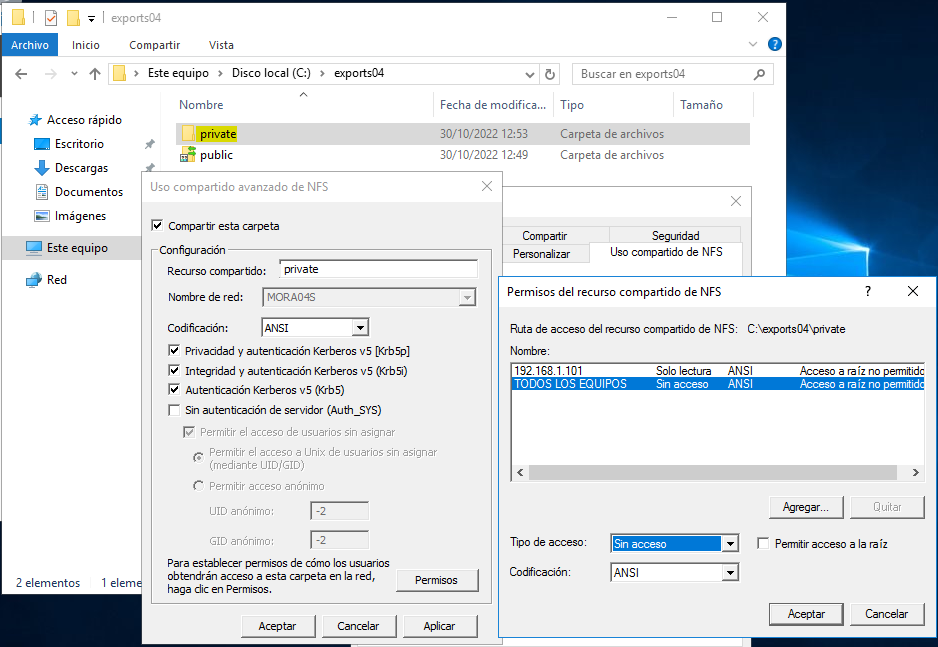 exports04
Archivo Inicio Compartir Vista
Este equipo Disco local (C:) exports04
Buscar en exports04
Nombre Fecha de modifica... Tipo Tamaño
private 30/10/2022 12:53 Carpeta de archivos
public 30/10/2022 12:49 Carpeta de archivos
Acceso rápido
Escritorio
Descargas
Documentos
Imágenes
Este equipo
Red
2 elementos 1 eleme
Uso compartido avanzado de NFS
Compartir esta carpeta
Configuración
Recurso compartido: private
Nombre de red: MORA04S
Codificación: ANSI
Privacidad y autenticación Kerberos v5 [Krb5p]
Integridad y autenticación Kerberos v5 (Krb5i)
Autenticación Kerberos v5 (Krb5)
Sin autenticación de servidor (Auth_SYS)
Permitir el acceso de usuarios sin asignar
Permitir el acceso a Unix de usuarios sin asignar
(mediante UID/GID)
Permitir acceso anónimo
UID anónimo: -2
GID anónimo: -2
Para establecer permisos de cómo los usuarios
obtendrán acceso a esta carpeta en la red,
haga clic en Permisos.
Permisos
Aceptar Cancelar Aplicar
Compartir Seguridad
Personalizar Uso compartido de NFS
Permisos del recurso compartido de NFS ?
Ruta de acceso del recurso compartido de NFS: C:\exports04\private
Nombre:
192.168.1.101 Solo lectura ANSI Acceso a raíz no permitido
TODOS LOS EQUIPOS Sin acceso ANSI Acceso a raíz no permitido
Agregar... Quitar
Tipo de acceso: Sin acceso Permitir acceso a la raíz
Codificación: ANSI
Aceptar Cancelar